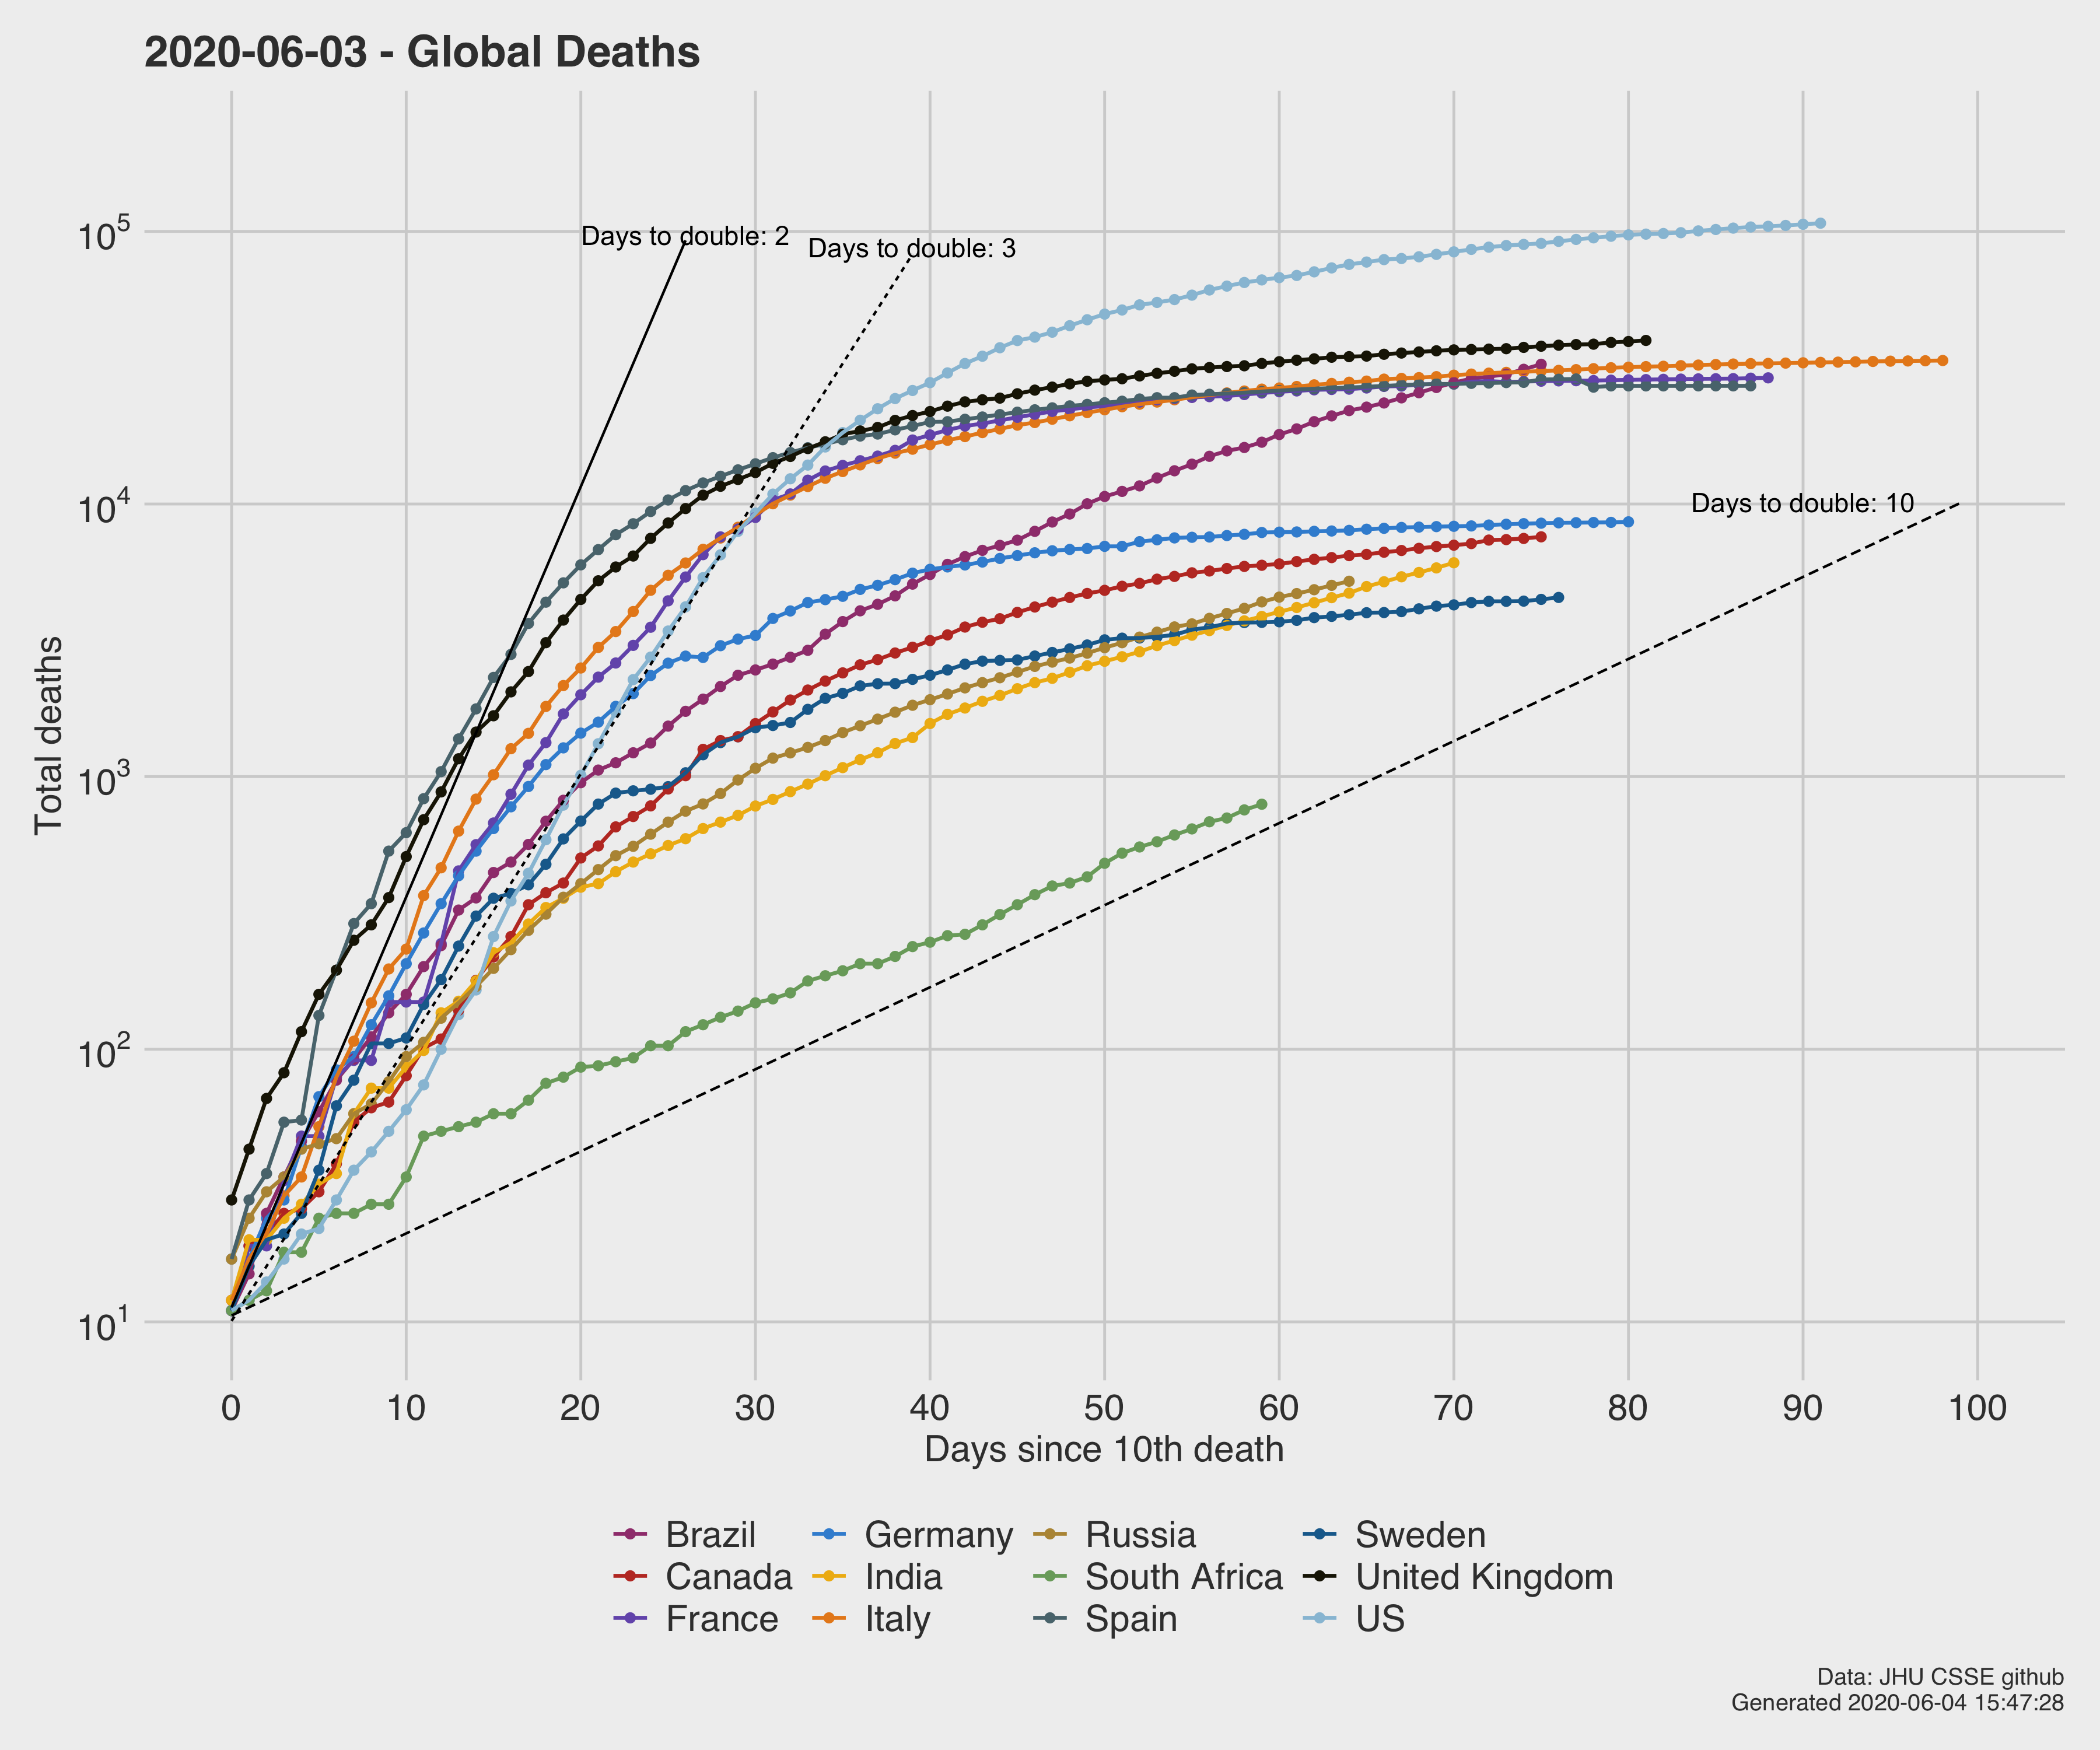 2020-06-03 - Global Deaths
Total deaths
10^5
10^4
10^3
10^2
10^1
Days to double: 2
Days to double: 3
Days to double: 10
0 10 20 30 40 50 60 70 80 90 100
Days since 10th death
Brazil Germany Russia Sweden
Canada India South Africa United Kingdom
France Italy Spain US
Data: JHU CSSE github
Generated 2020-06-04 15:47:28